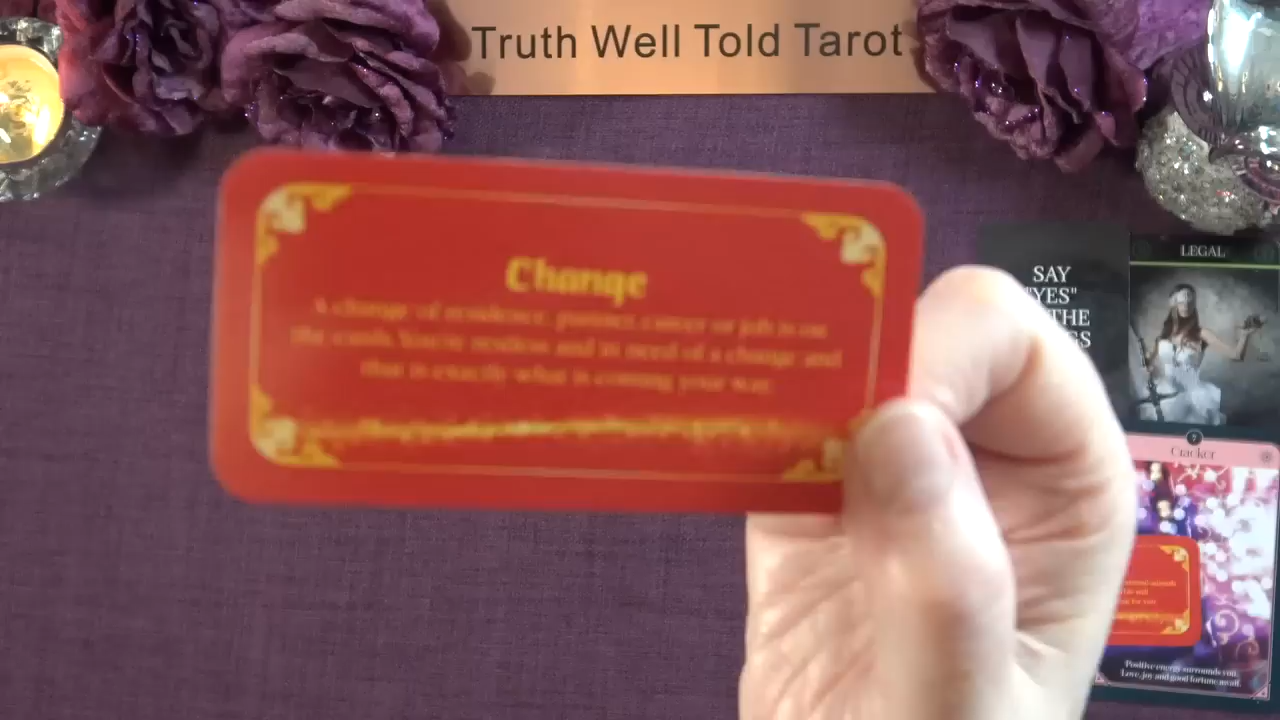 Truth Well Told Tarot
Change
A change of residence, partner, career or job is on
the cards. You're restless and in need of a change and
that is exactly what is coming your way.
SAY
"YES"
THE
LEGAL
Cracker
Positive energy surrounds you.
Love, joy and good fortune await.